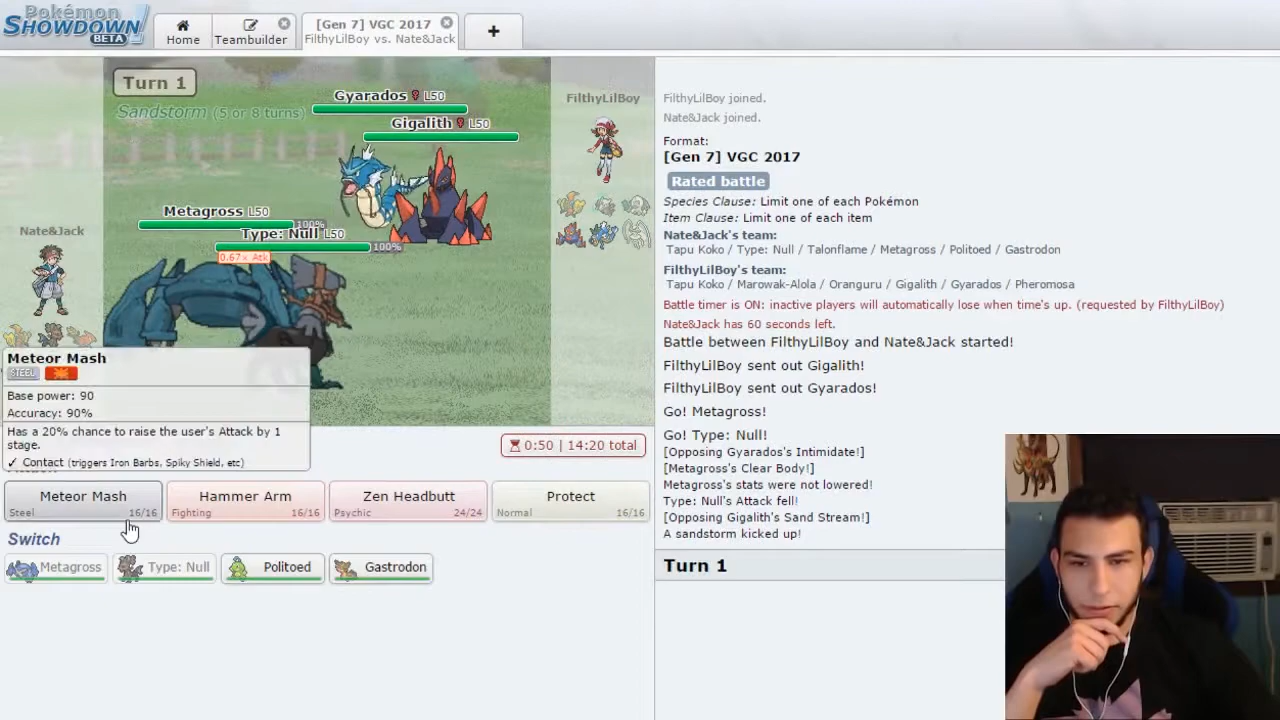 Pokémon
SHOWDOWN!
BETA
Home
Teambuilder
[Gen 7] VGC 2017
FilthyLilBoy vs. Nate&Jack
+
Turn 1
Sandstorm (5 or 8 turns)
Gyarados L50
Gigalith L50
Metagross L50
100%
Type: Null L50
100%
0.67× Atk
Nate&Jack
FilthyLilBoy
Meteor Mash
STEEL
Base power: 90
Accuracy: 90%
Has a 20% chance to raise the user's Attack by 1
stage.
✓ Contact (triggers Iron Barbs, Spiky Shield, etc)
0:50 | 14:20 total
Meteor Mash
Steel 16/16
Hammer Arm
Fighting 16/16
Zen Headbutt
Psychic 24/24
Protect
Normal 16/16
Switch
Metagross
Type: Null
Politoed
Gastrodon
FilthyLilBoy joined.
Nate&Jack joined.
Format:
[Gen 7] VGC 2017
Rated battle
Species Clause: Limit one of each Pokémon
Item Clause: Limit one of each item
Nate&Jack's team:
Tapu Koko / Type: Null / Talonflame / Metagross / Politoed / Gastrodon
FilthyLilBoy's team:
Tapu Koko / Marowak-Alola / Oranguru / Gigalith / Gyarados / Pheromosa
Battle timer is ON: inactive players will automatically lose when time's up. (requested by FilthyLilBoy)
Nate&Jack has 60 seconds left.
Battle between FilthyLilBoy and Nate&Jack started!
FilthyLilBoy sent out Gigalith!
FilthyLilBoy sent out Gyarados!
Go! Metagross!
Go! Type: Null!
[Opposing Gyarados's Intimidate!]
[Metagross's Clear Body!]
Metagross's stats were not lowered!
Type: Null's Attack fell!
[Opposing Gigalith's Sand Stream!]
A sandstorm kicked up!
Turn 1